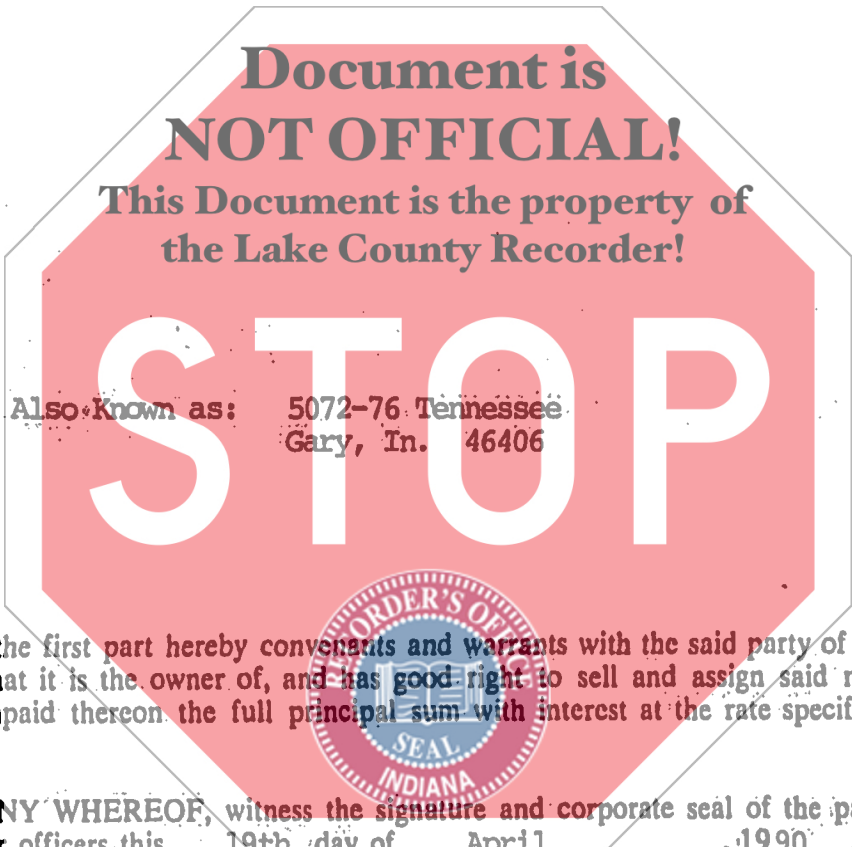 Document is
NOT OFFICIAL!
This Document is the property of
the Lake County Recorder!
STOP
Also Known as: 5072-76 Tennessee
Gary, In. 46406
RECORDER'S OFFICE
he first part hereby convenants and warrants with the said party of
at it is the owner of, and has good right to sell and assign said
paid thereon the full principal sum with interest at the rate specif
SEAL
INDIANA
NY WHEREOF, witness the signature and corporate seal of the pa
officers this 19th day of April , 1990